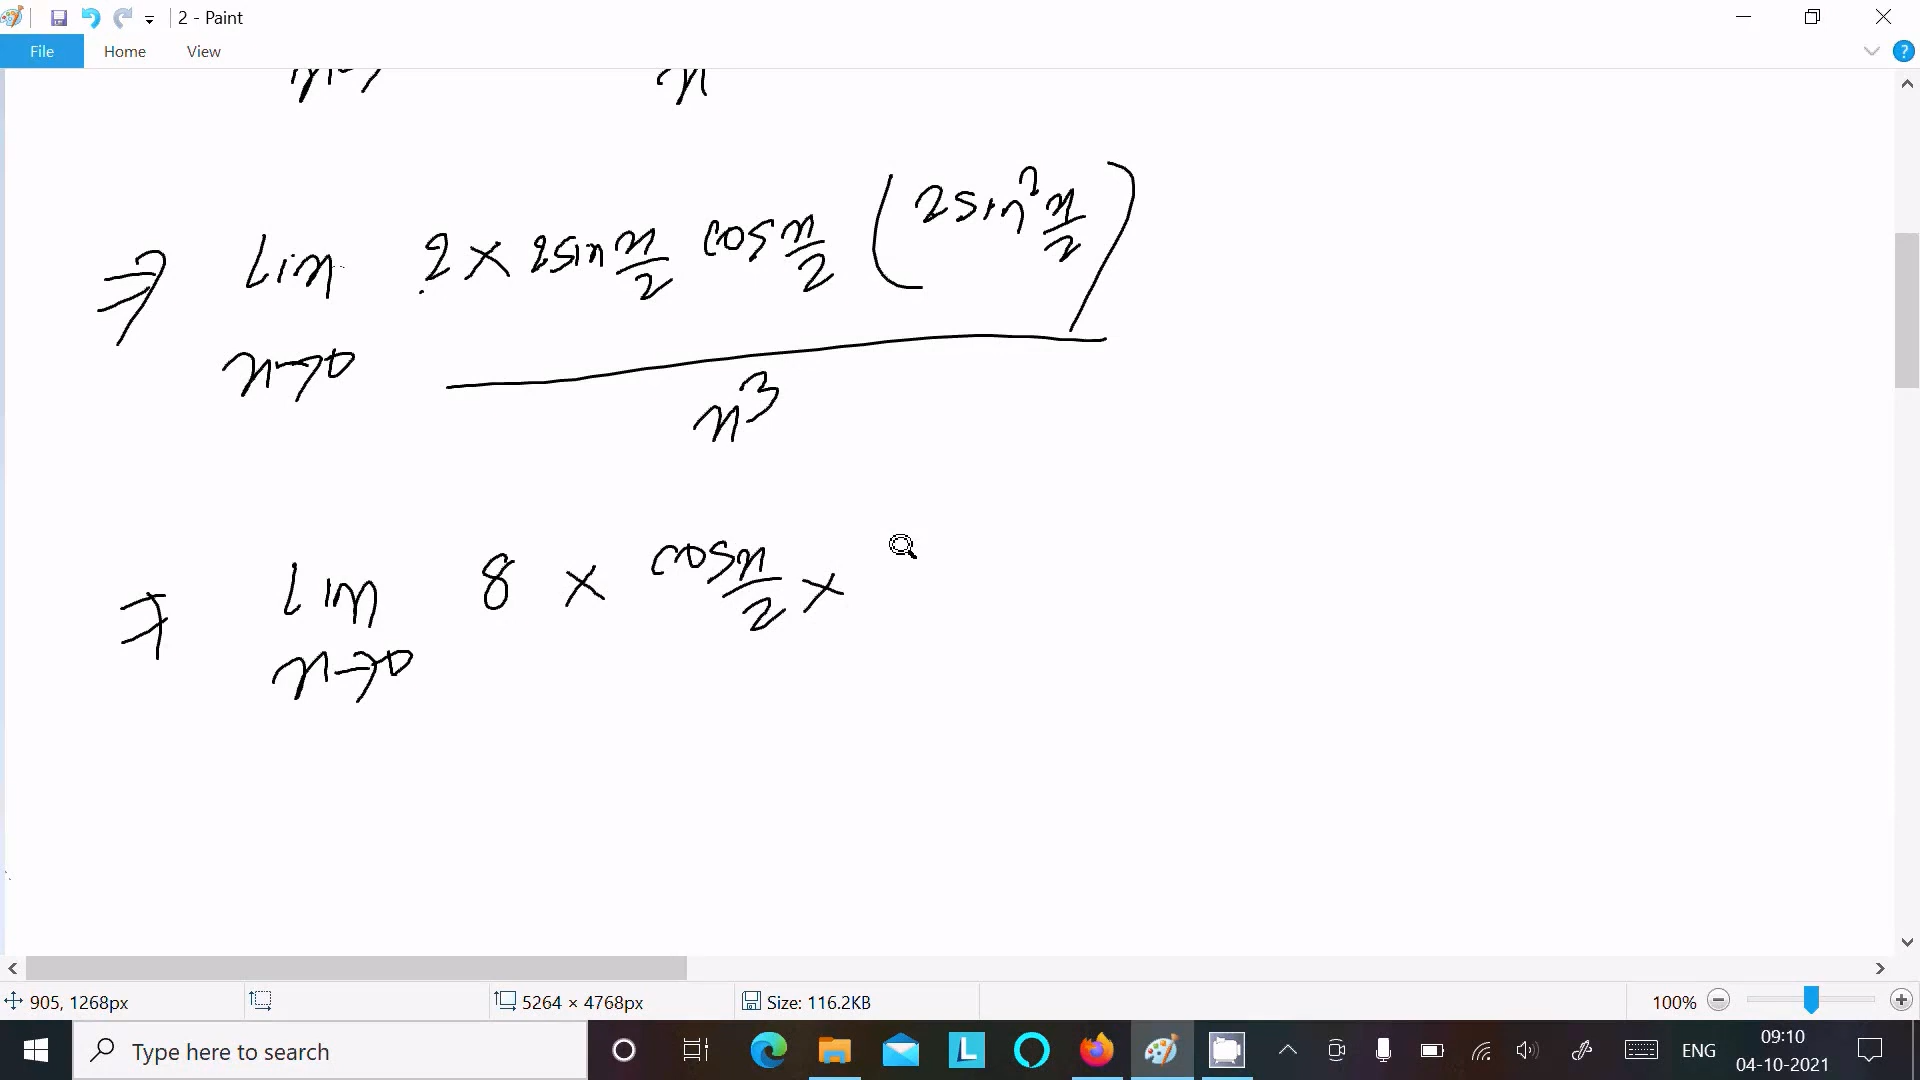 2 - Paint
File Home View
⇒ Lim 2 × 2sin x/2 cos x/2 (2sin² x/2)
x→0 x³
⇒ Lim 8 × cos x/2 ×
x→0
905, 1268px 5264 × 4768px Size: 116.2KB 100%
Type here to search L ENG 09:10
04-10-2021